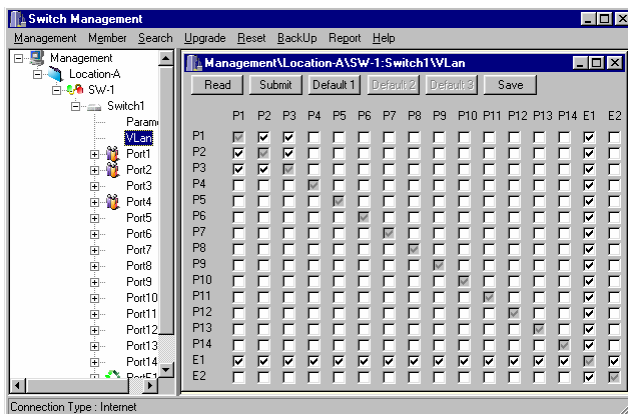 Switch Management
Management Member Search Upgrade Reset BackUp Report Help
Management
Location-A
SW-1
Switch1
VLan
Port1
Port2
Port3
Port4
Port5
Port6
Port7
Port8
Port9
Port10
Port11
Port12
Port13
Port14
Management\Location-A\SW-1:Switch1\VLan
Read Submit Default 1 Default 2 Default 3 Save
P1 P2 P3 P4 P5 P6 P7 P8 P9 P10 P11 P12 P13 P14 E1 E2
P1
P2
P3
P4
P5
P6
P7
P8
P9
P10
P11
P12
P13
P14
E1
E2
Connection Type : Internet